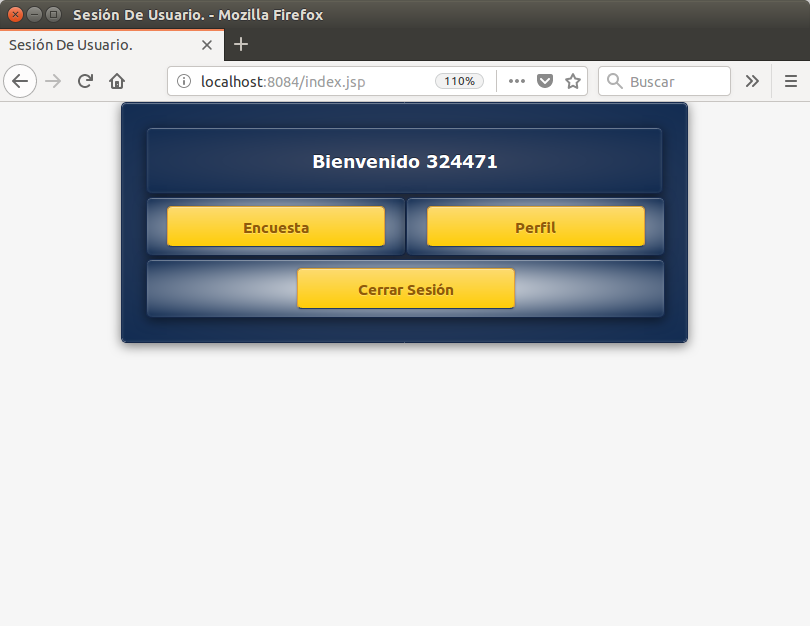 Sesión De Usuario. - Mozilla Firefox
Sesión De Usuario.
localhost:8084/index.jsp 110% Buscar
Bienvenido 324471
Encuesta Perfil
Cerrar Sesión